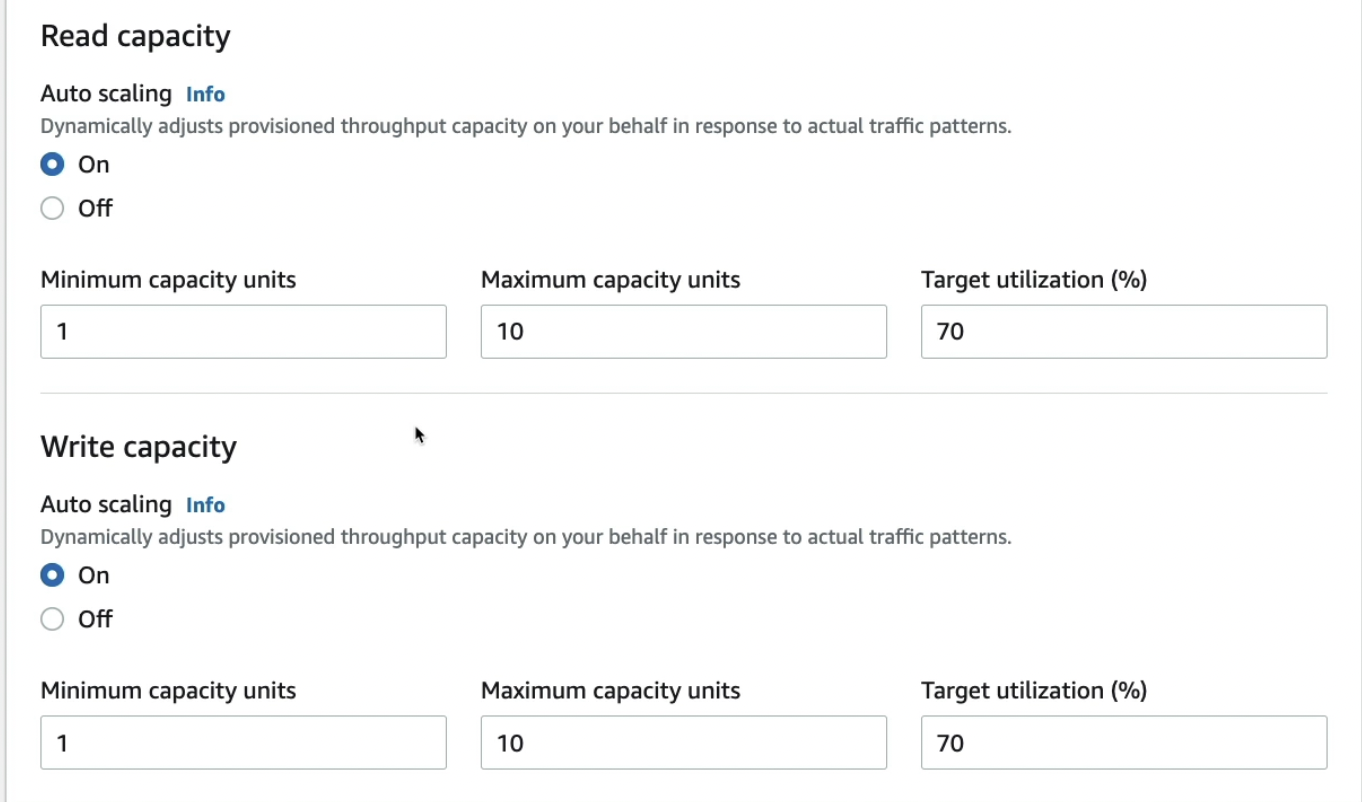 Read capacity
Auto scaling Info
Dynamically adjusts provisioned throughput capacity on your behalf in response to actual traffic patterns.
On
Off
Minimum capacity units Maximum capacity units Target utilization (%)
1 10 70
Write capacity
Auto scaling Info
Dynamically adjusts provisioned throughput capacity on your behalf in response to actual traffic patterns.
On
Off
Minimum capacity units Maximum capacity units Target utilization (%)
1 10 70